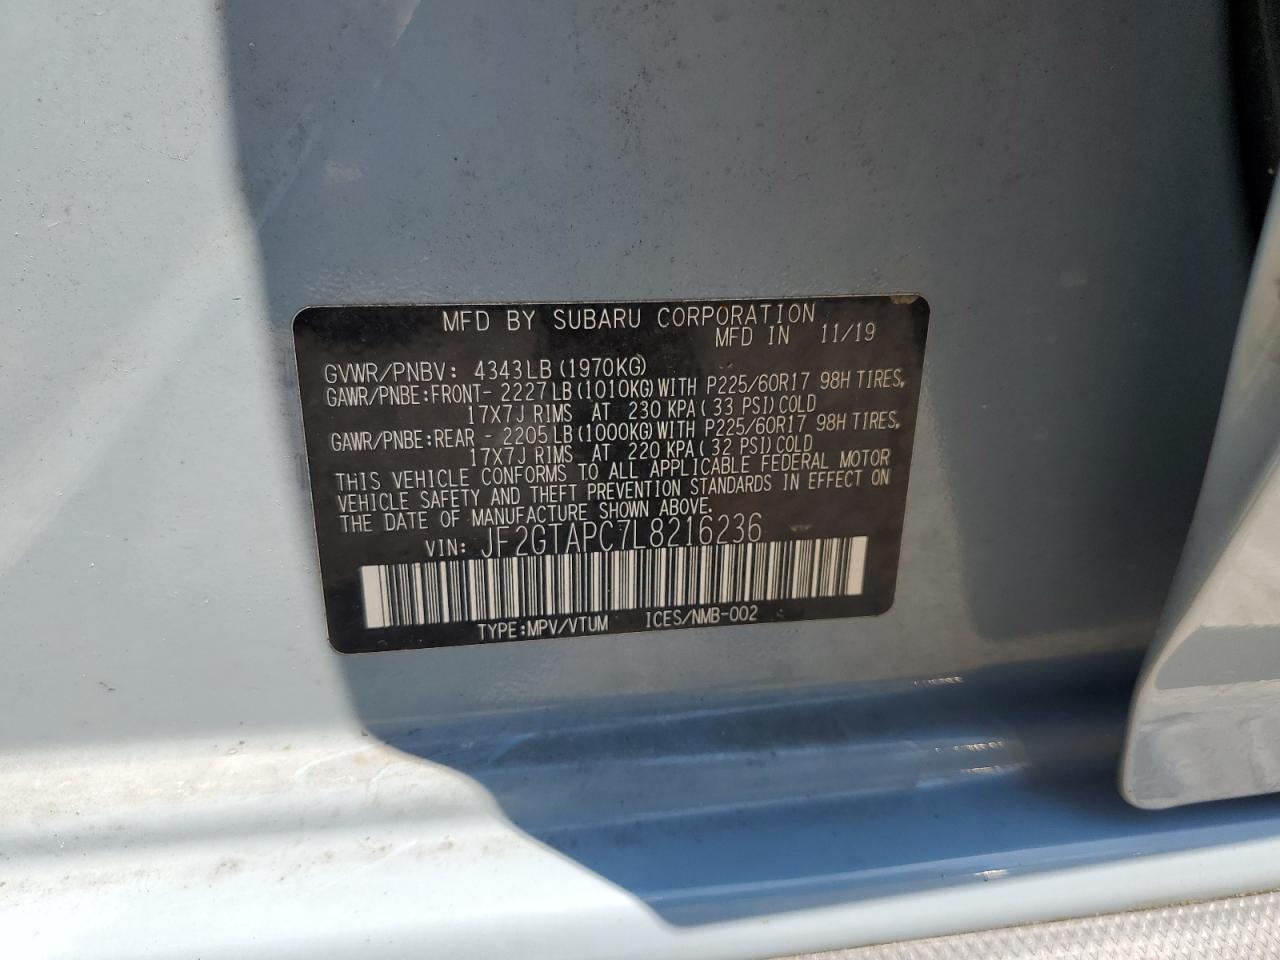 MFD BY SUBARU CORPORATION
MFD IN 11/19
GVWR/PNBV: 4343LB (1970KG)
GAWR/PNBE:FRONT- 2227LB (1010KG) WITH P225/60R17 98H TIRES,
17X7J RIMS AT 230 KPA( 33 PSI) COLD
GAWR/PNBE:REAR - 2205LB (1000KG) WITH P225/60R17 98H TIRES,
17X7J RIMS AT 220 KPA( 32 PSI) COLD
THIS VEHICLE CONFORMS TO ALL APPLICABLE FEDERAL MOTOR
VEHICLE SAFETY AND THEFT PREVENTION STANDARDS IN EFFECT ON
THE DATE OF MANUFACTURE SHOWN ABOVE.
VIN: JF2GTAPC7L8216236
TYPE:MPV/VTUM ICES/NMB-002